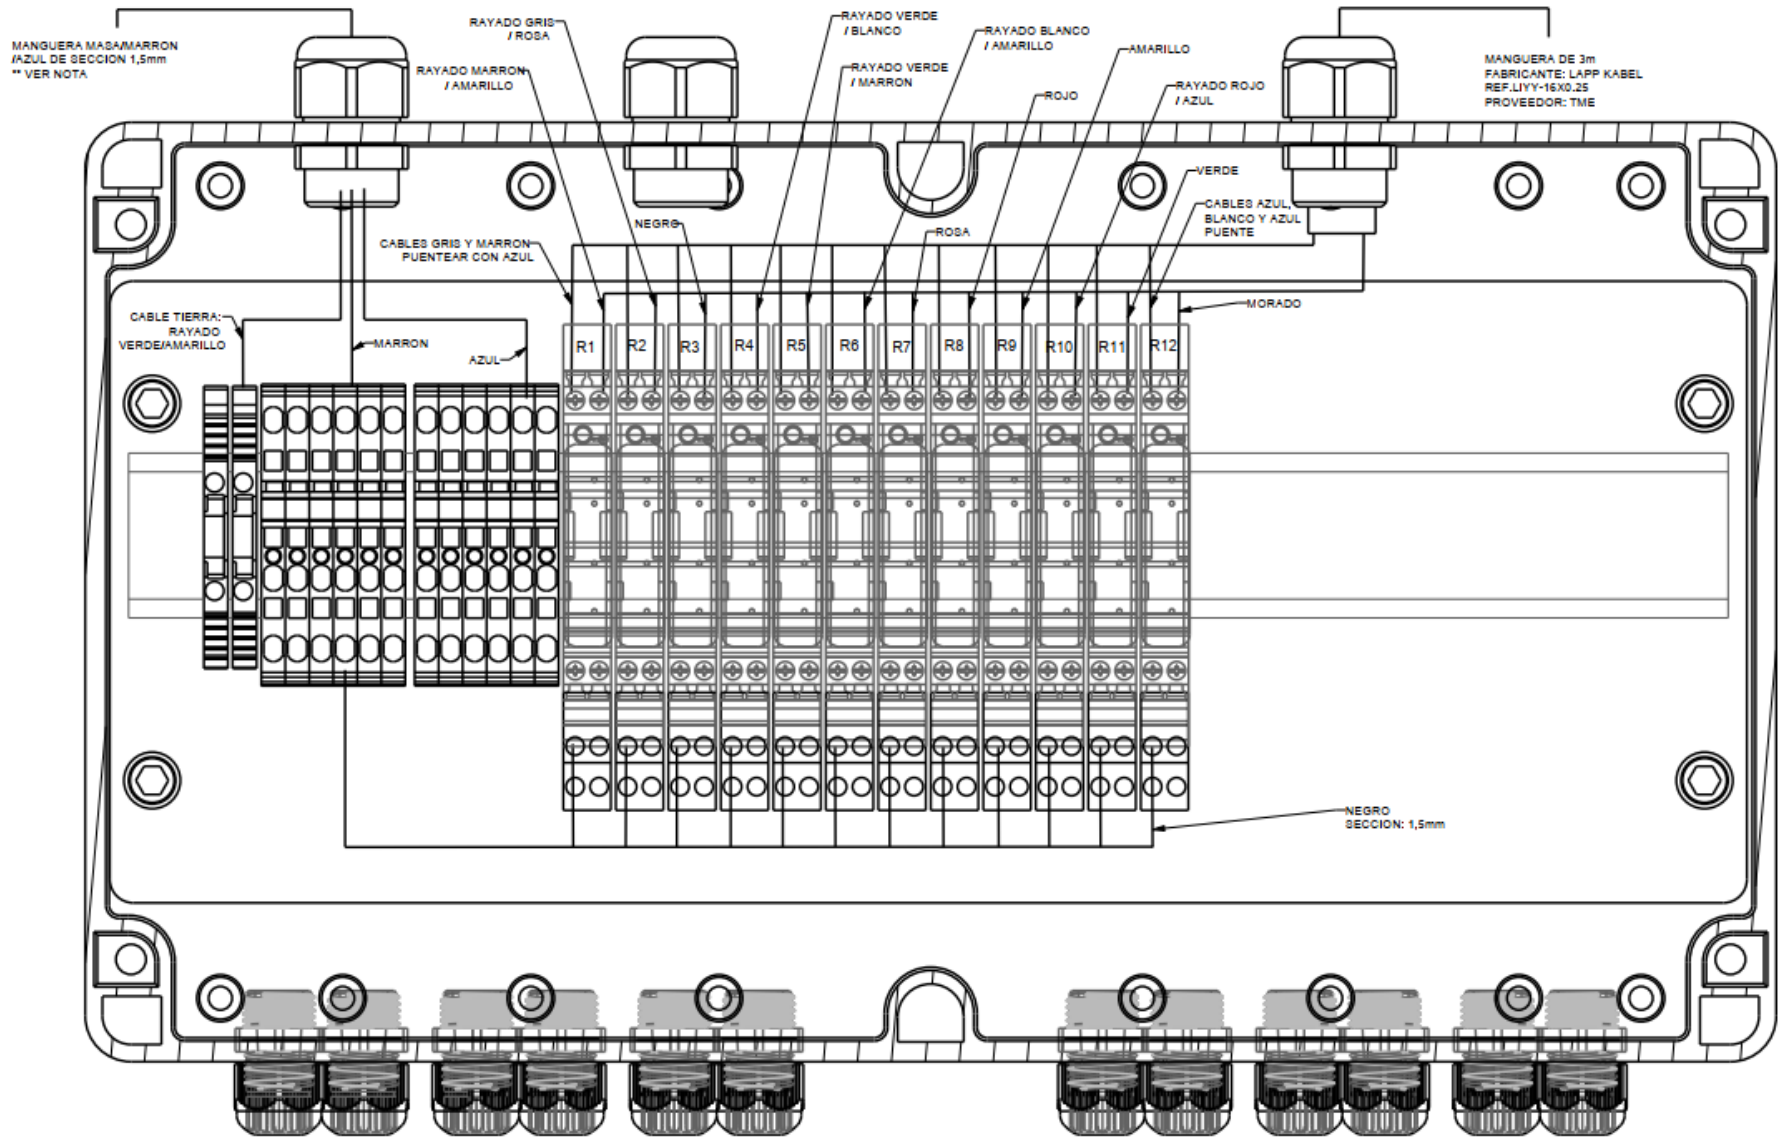 MANGUERA MASA/MARRON
/AZUL DE SECCION 1,5mm
** VER NOTA
RAYADO GRIS
/ ROSA
RAYADO MARRON
/ AMARILLO
RAYADO VERDE
/ BLANCO
RAYADO VERDE
/ MARRON
RAYADO BLANCO
/ AMARILLO
AMARILLO
ROJO
RAYADO ROJO
/ AZUL
MANGUERA DE 3m
FABRICANTE: LAPP KABEL
REF.LIYY-16X0.25
PROVEEDOR: TME
VERDE
CABLES AZUL,
BLANCO Y AZUL
PUENTE
NEGRO
ROSA
CABLES GRIS Y MARRON
PUENTEAR CON AZUL
MORADO
CABLE TIERRA:
RAYADO
VERDE/AMARILLO
MARRON
AZUL
R1
R2
R3
R4
R5
R6
R7
R8
R9
R10
R11
R12
NEGRO
SECCION: 1,5mm